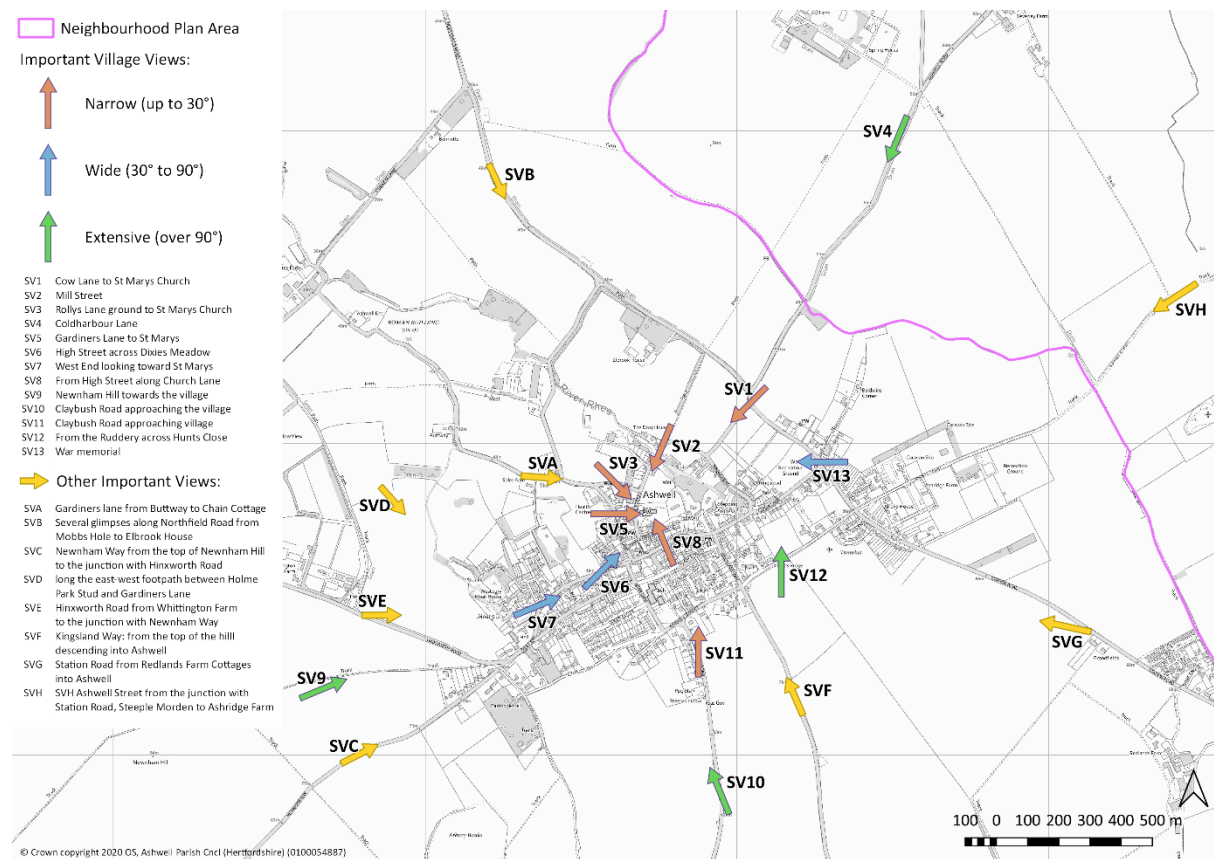 Neighbourhood Plan Area
Important Village Views:
Narrow (up to 30°)
Wide (30° to 90°)
Extensive (over 90°)
SV1 Cow Lane to St Marys Church
SV2 Mill Street
SV3 Rollys Lane ground to St Marys Church
SV4 Coldharbour Lane
SV5 Gardiners Lane to St Marys
SV6 High Street across Dixies Meadow
SV7 West End looking toward St Marys
SV8 From High Street along Church Lane
SV9 Newnham Hill towards the village
SV10 Claybush Road approaching the village
SV11 Claybush Road approaching village
SV12 From the Ruddery across Hunts Close
SV13 War memorial
Other Important Views:
SVA Gardiners lane from Buttway to Chain Cottage
SVB Several glimpses along Northfield Road from
Mobbs Hole to Elbrook House
SVC Newnham Way from the top of Newnham Hill
to the junction with Hinxworth Road
SVD long the east-west footpath between Holme
Park Stud and Gardiners Lane
SVE Hinxworth Road from Whittington Farm
to the junction with Newnham Way
SVF Kingsland Way: from the top of the hilll
descending into Ashwell
SVG Station Road from Redlands Farm Cottages
into Ashwell
SVH SVH Ashwell Street from the junction with
Station Road, Steeple Morden to Ashridge Farm
SV4
SVB
SVH
SV1
Elbrook House
River Rhee
SV2
SV3
SVA
SV13
Ashwell
SVD
SV5
SV8
SV6
SV12
SVE
SV7
SVG
SV11
SV9
SVF
SVC
Newnham Hill
SV10
100 0 100 200 300 400 500 m
© Crown copyright 2020 OS, Ashwell Parish Cncl (Hertfordshire) (0100054887)